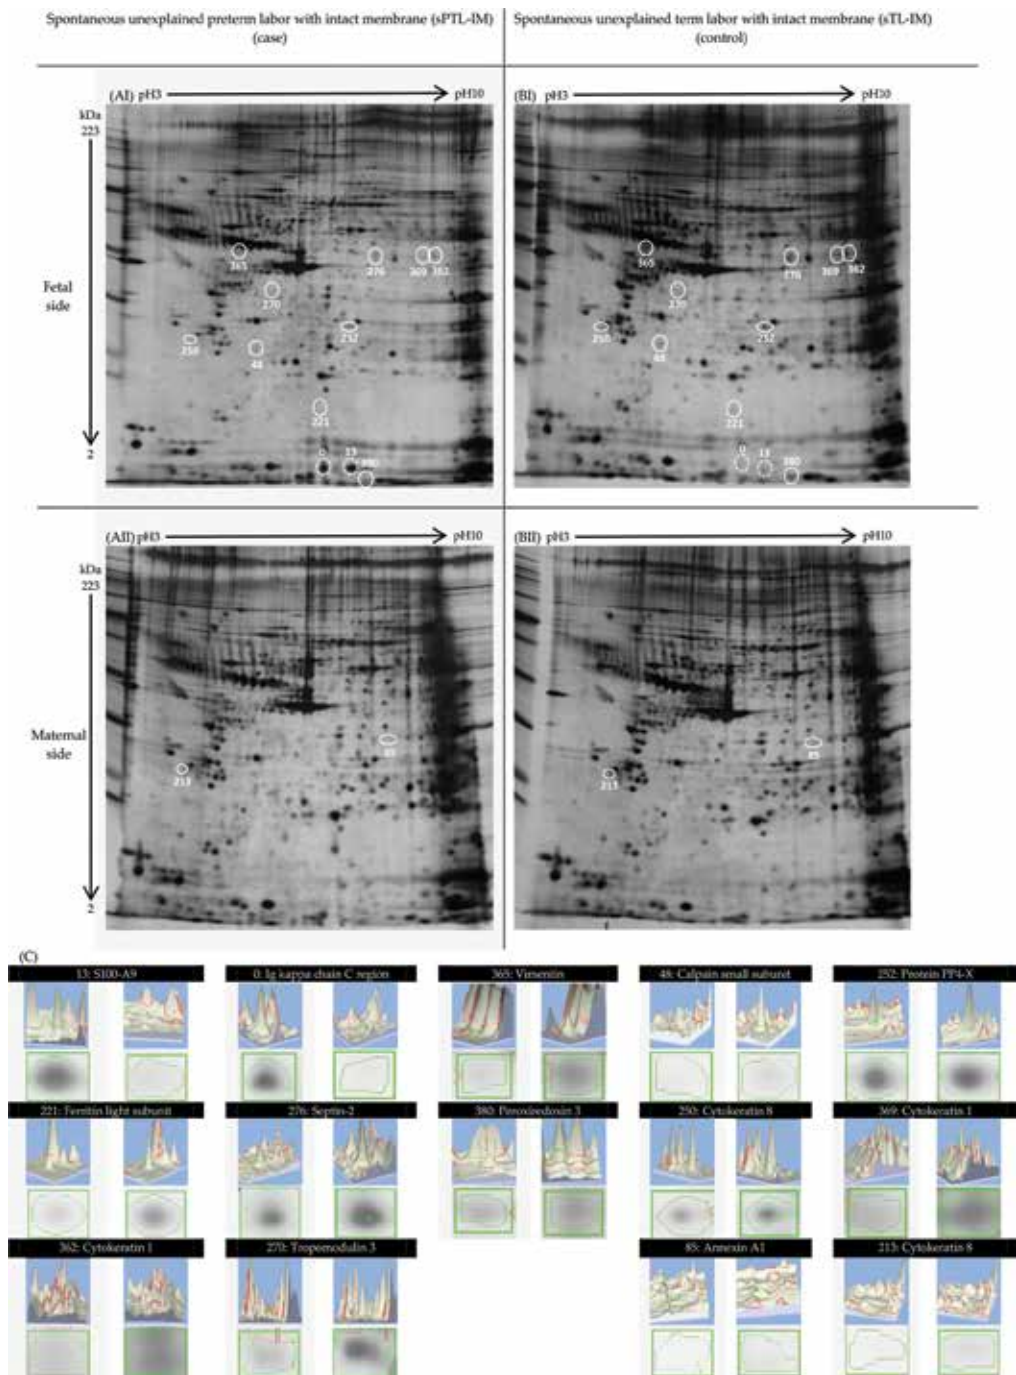 Spontaneous unexplained preterm labor with intact membrane (sPTL-IM)
(case)
Spontaneous unexplained term labor with intact membrane (sTL-IM)
(control)
(AI) pH3
pH10
(BI) pH3
pH10
kDa
223
Fetal
side
2
365
276
369
362
270
250
48
252
221
0
13
380
365
276
369
362
270
250
48
252
221
0
13
380
(AII) pH3
pH10
(BII) pH3
pH10
kDa
223
Maternal
side
2
213
85
213
85
(C)
13: S100-A9
0: Ig kappa chain C region
365: Vimentin
48: Calpain small subunit
252: Protein PP4-X
221: Ferritin light subunit
276: Septin-2
380: Peroxiredoxin 3
250: Cytokeratin 8
369: Cytokeratin 1
362: Cytokeratin 1
270: Tropomodulin 3
85: Annexin A1
213: Cytokeratin 8